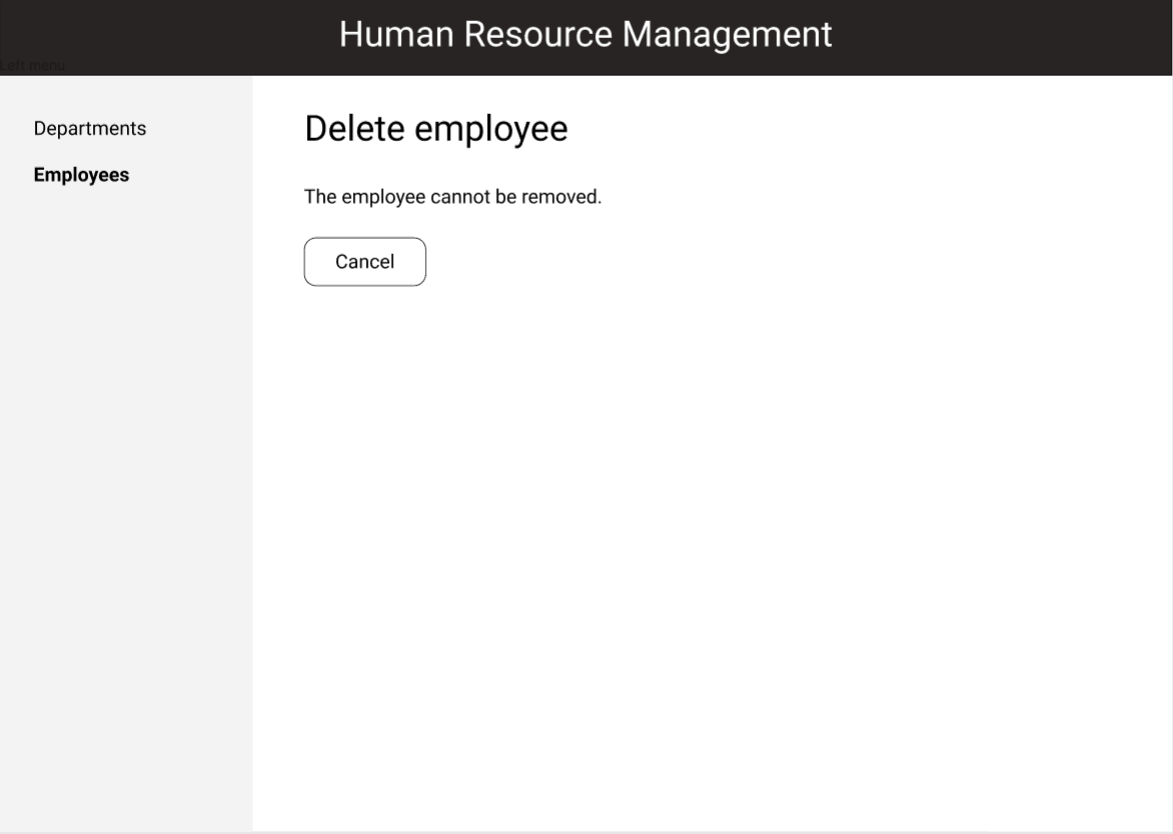 Human Resource Management
Left menu
Departments
Employees
Delete employee
The employee cannot be removed.
Cancel